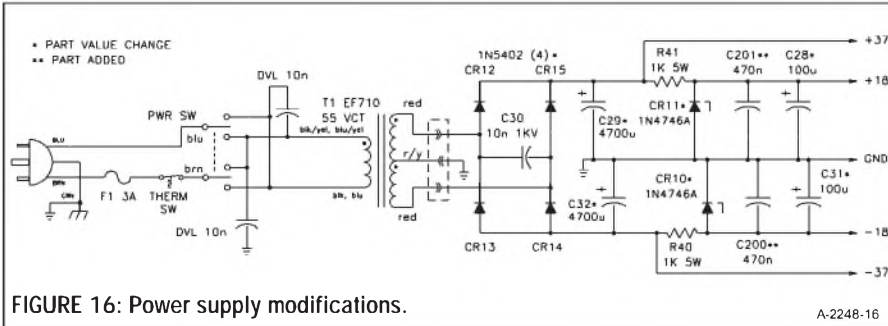 * PART VALUE CHANGE
** PART ADDED
DVL 10n
PWR SW
blu
BLU
BRN
GRN
F1 3A
THERM
SW
brn
DVL 10n
T1 EF710
55 VCT
blk/yel, blu/yel
blk, blu
red
r/y
red
1N5402 (4)*
CR12
CR15
C30
10n 1KV
CR13
CR14
C29*
4700u
C32*
4700u
R41
1K 5W
CR11*
1N4746A
C201**
470n
C28*
100u
CR10*
1N4746A
C31*
100u
R40
1K 5W
C200**
470n
+37
+18
GND
-18
-37
FIGURE 16: Power supply modifications.
A-2248-16